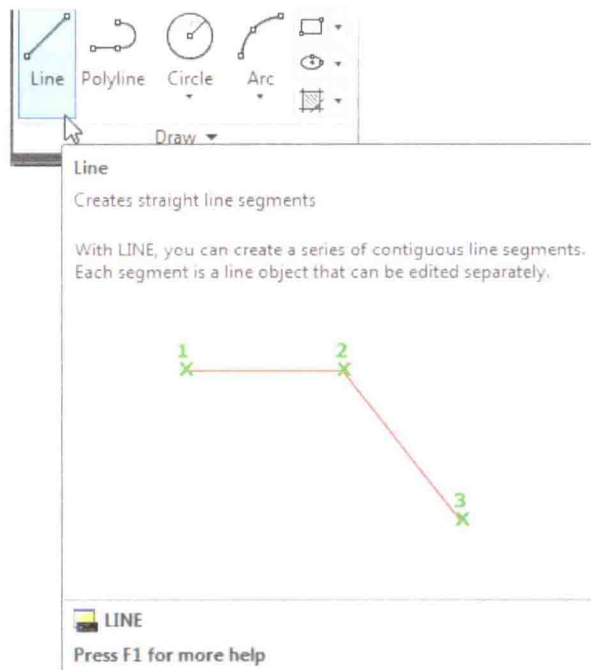 Line Polyline Circle Arc
Draw
Line
Creates straight line segments
With LINE, you can create a series of contiguous line segments.
Each segment is a line object that can be edited separately.
1 2
3
LINE
Press F1 for more help